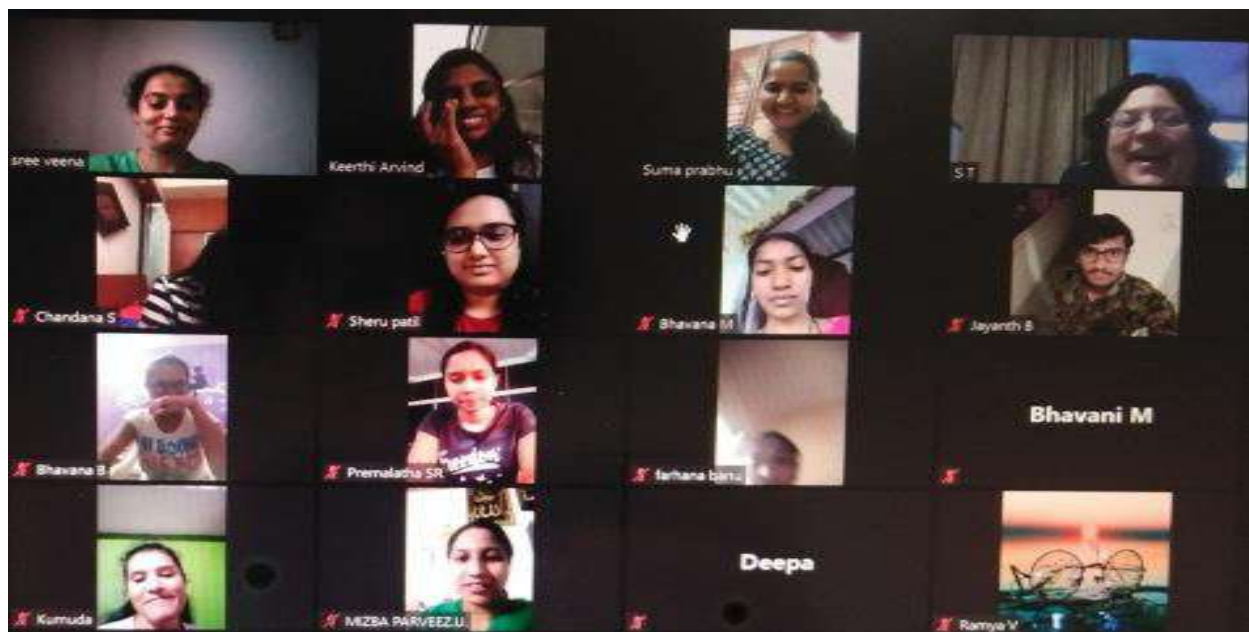 sree veena
Keerthi Arvind
Suma prabhu
S T
Chandana S
Sheru patil
Bhavana M
Jayanth B
Bhavana B
Premalatha SR
farhana banu
Bhavani M
Kumuda
MIZBA PARVEEZ.U.
Deepa
Ramya V